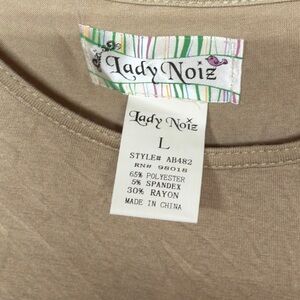 Lady Noiz
Lady Noiz
L
STYLE# AB482
RN# 98018
65% POLYESTER
5% SPANDEX
30% RAYON
MADE IN CHINA